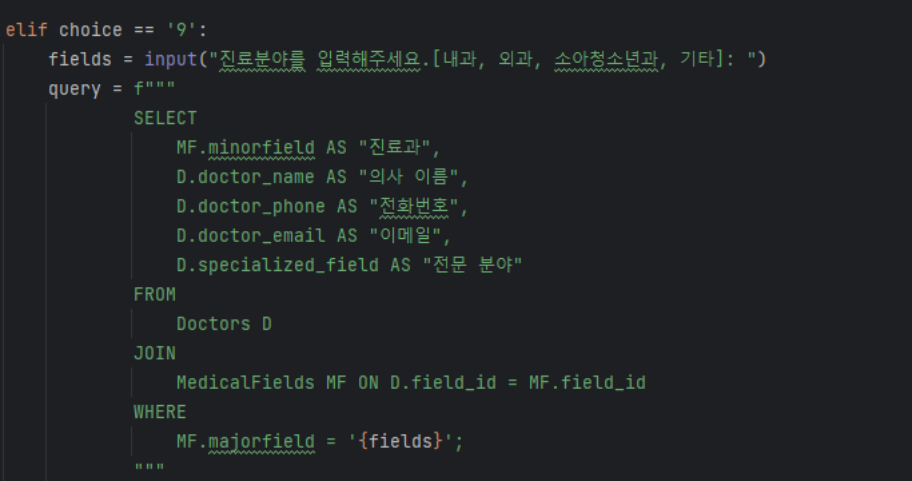 elif choice == '9':
fields = input("진료분야를 입력해주세요.[내과, 외과, 소아청소년과, 기타]: ")
query = f"""
SELECT
MF.minorfield AS "진료과",
D.doctor_name AS "의사 이름",
D.doctor_phone AS "전화번호",
D.doctor_email AS "이메일",
D.specialized_field AS "전문 분야"
FROM
Doctors D
JOIN
MedicalFields MF ON D.field_id = MF.field_id
WHERE
MF.majorfield = '{fields}';
"""